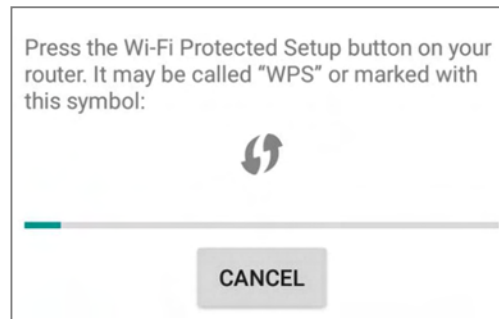 Press the Wi-Fi Protected Setup button on your
router. It may be called “WPS” or marked with
this symbol:
CANCEL